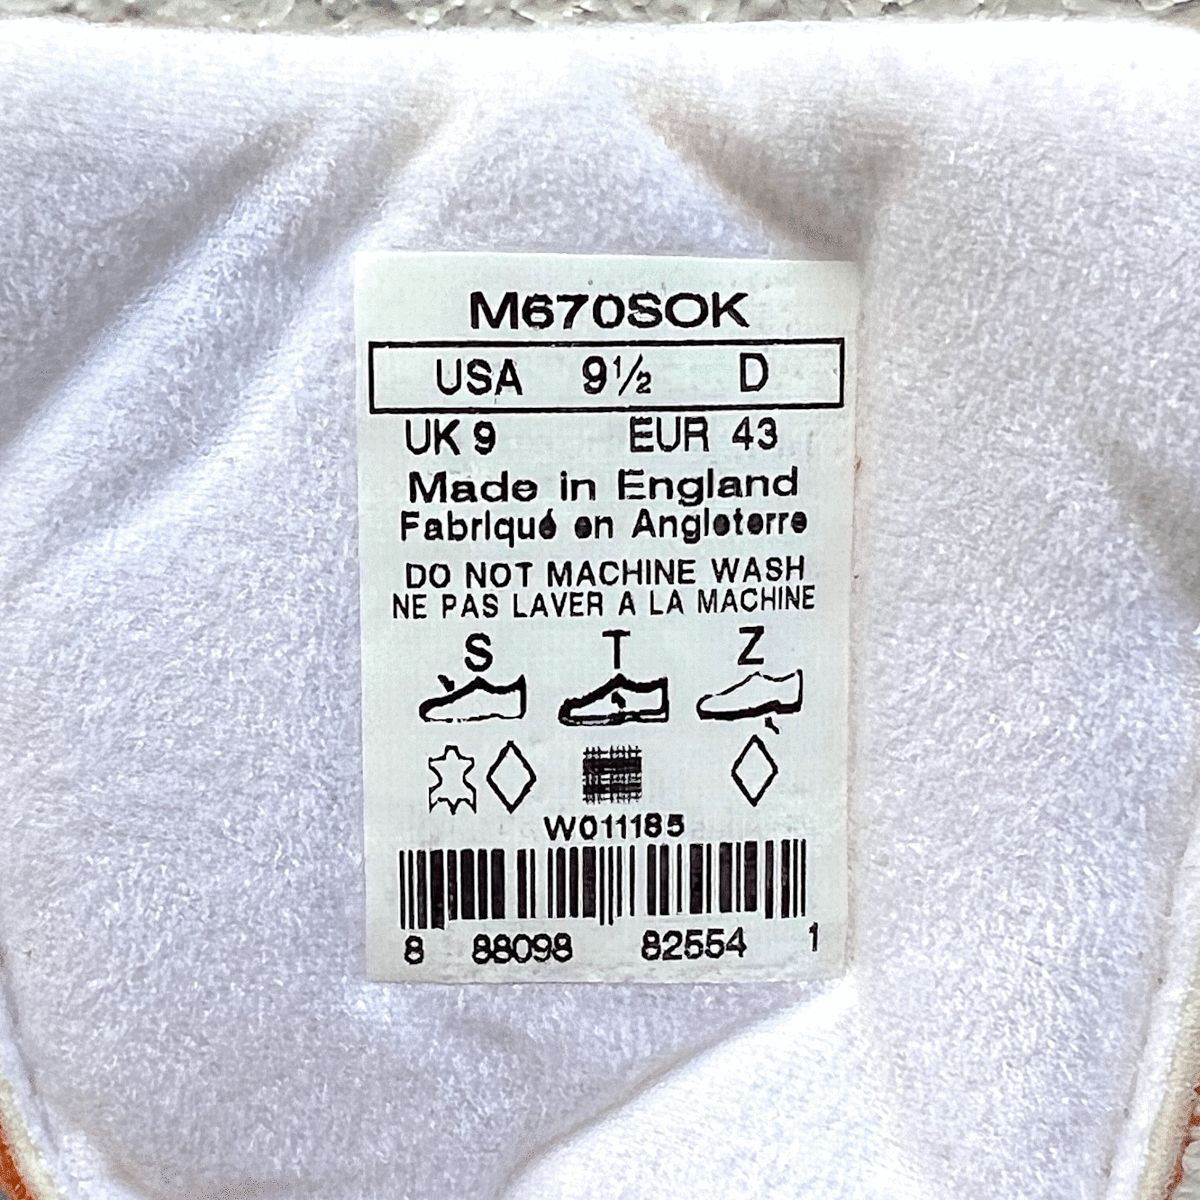 M670SOK
USA 9½ D
UK 9 EUR 43
Made in England
Fabriqué en Angleterre
DO NOT MACHINE WASH
NE PAS LAVER A LA MACHINE
S T Z
W011185
8 88098 82554 1